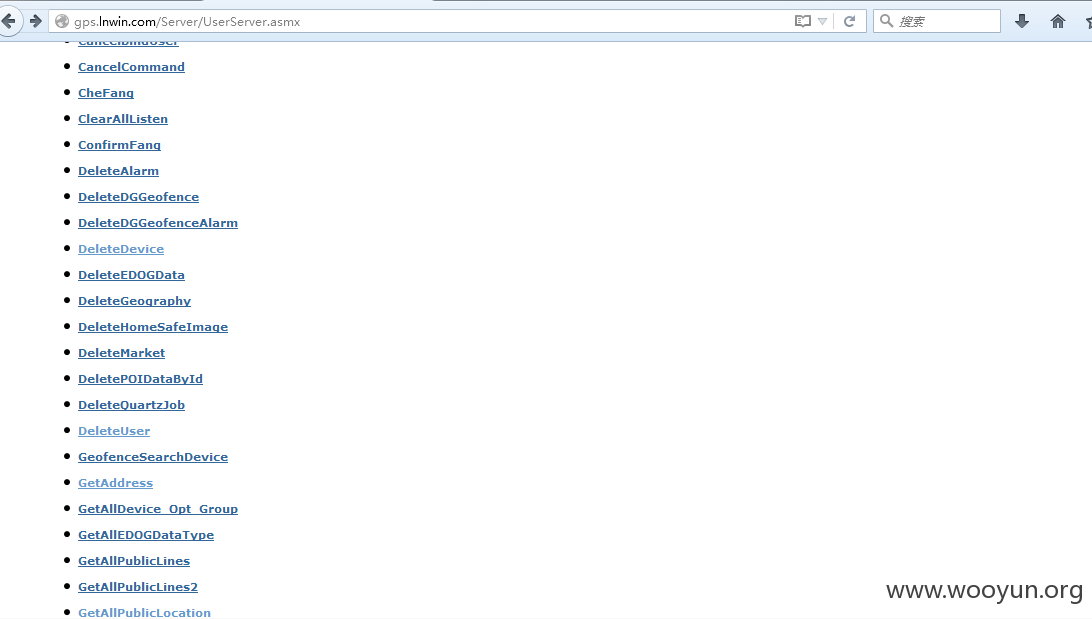 gps.lnwin.com/Server/UserServer.asmx
搜索
CancelBindUser
CancelCommand
CheFang
ClearAllListen
ConfirmFang
DeleteAlarm
DeleteDGGeofence
DeleteDGGeofenceAlarm
DeleteDevice
DeleteEDOGData
DeleteGeography
DeleteHomeSafeImage
DeleteMarket
DeletePOIDataById
DeleteQuartzJob
DeleteUser
GeofenceSearchDevice
GetAddress
GetAllDevice_Opt_Group
GetAllEDOGDataType
GetAllPublicLines
GetAllPublicLines2
GetAllPublicLocation
www.wooyun.org